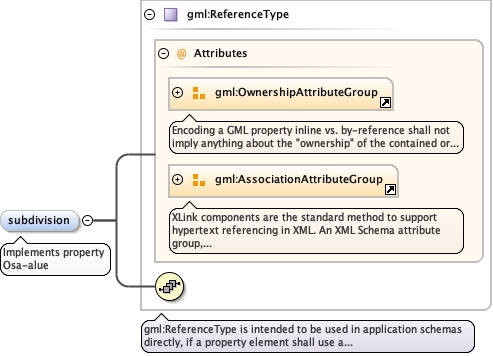 gml:ReferenceType
@ Attributes
gml:OwnershipAttributeGroup
Encoding a GML property inline vs. by-reference shall not
imply anything about the "ownership" of the contained or...
gml:AssociationAttributeGroup
XLink components are the standard method to support
hypertext referencing in XML. An XML Schema attribute
group,...
subdivision
Implements property
Osa-alue
gml:ReferenceType is intended to be used in application schemas
directly, if a property element shall use a...